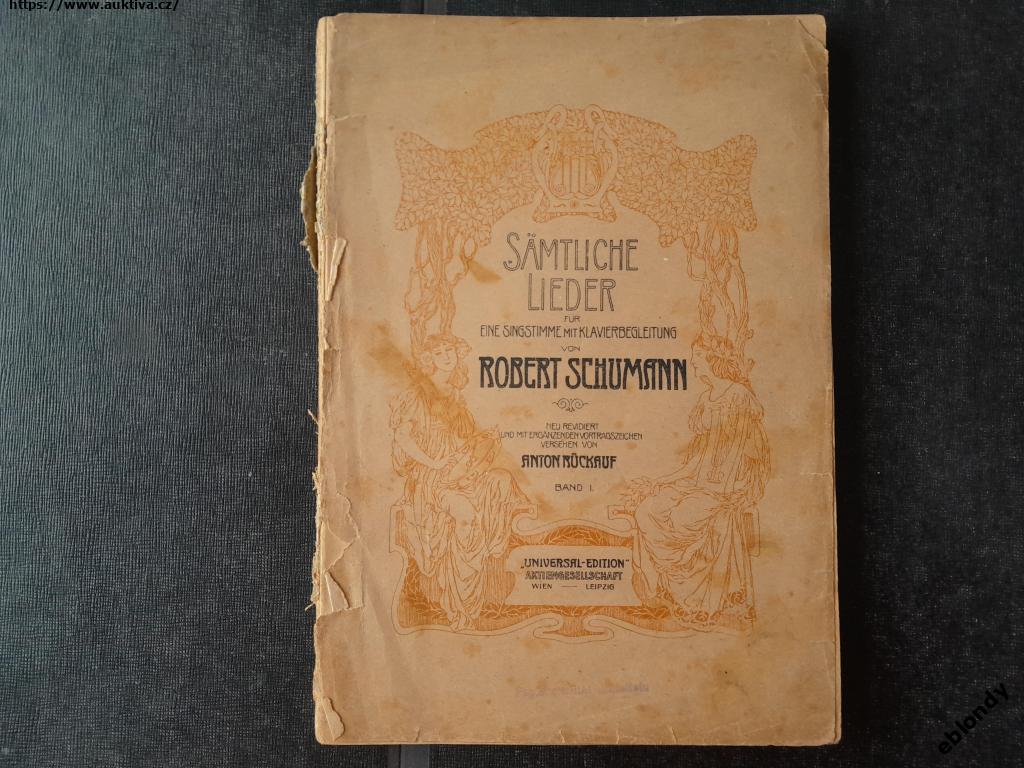 https://www.auktiva.cz/
SÄMTLICHE
LIEDER
FÜR
EINE SINGSTIMME MIT KLAVIERBEGLEITUNG
VON
ROBERT SCHUMANN
NEU REVIDIERT
UND MIT ERGÄNZENDEN VORTRAGSZEICHEN
VERSEHEN VON
ANTON RÜCKAUF
BAND I.
„UNIVERSAL-EDITION"
AKTIENGESELLSCHAFT
WIEN — LEIPZIG
eblondy